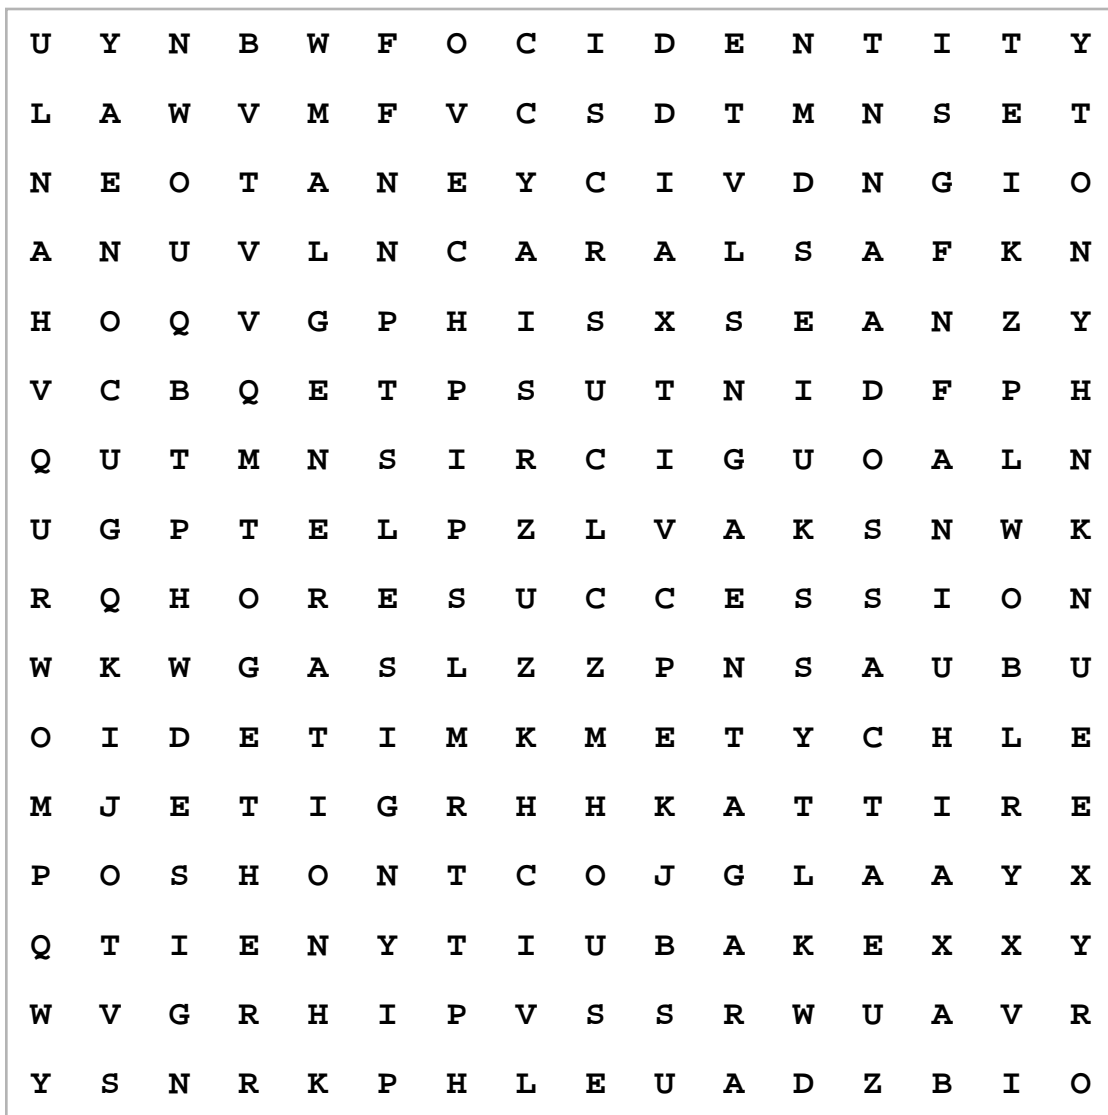 U Y N B W F O C I D E N T I T Y
L A W V M F V C S D T M N S E T
N E O T A N E Y C I V D N G I O
A N U V L N C A R A L S A F K N
H O Q V G P H I S X S E A N Z Y
V C B Q E T P S U T N I D F P H
Q U T M N S I R C I G U O A L N
U G P T E L P Z L V A K S N W K
R Q H O R E S U C C E S S I O N
W K W G A S L Z Z P N S A U B U
O I D E T I M K M E T Y C H L E
M J E T I G R H H K A T T I R E
P O S H O N T C O J G L A A Y X
Q T I E N Y T I U B A K E X X Y
W V G R H I P V S S R W U A V R
Y S N R K P H L E U A D Z B I O